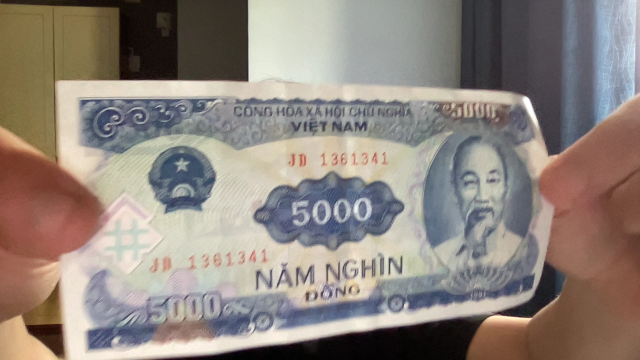 CỘNG HÒA XÃ HỘI CHỦ NGHĨA
VIỆT NAM
5000
JD 1361341
5000
JD 1361341
NĂM NGHÌN
ĐỒNG
5000